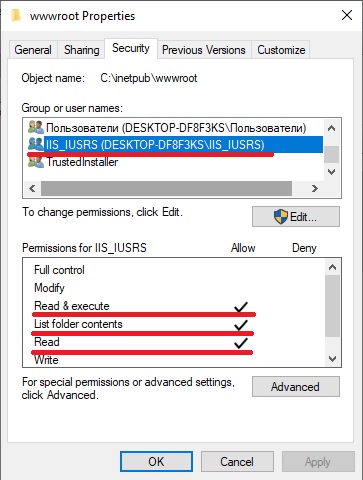 wwwroot Properties
General Sharing Security Previous Versions Customize
Object name: C:\inetpub\wwwroot
Group or user names:
Пользователи (DESKTOP-DF8F3KS\Пользователи)
IIS_IUSRS (DESKTOP-DF8F3KS\IIS_IUSRS)
TrustedInstaller
To change permissions, click Edit.
Edit...
Permissions for IIS_IUSRS Allow Deny
Full control
Modify
Read & execute
List folder contents
Read
Write
For special permissions or advanced settings,
click Advanced.
Advanced
OK Cancel Apply